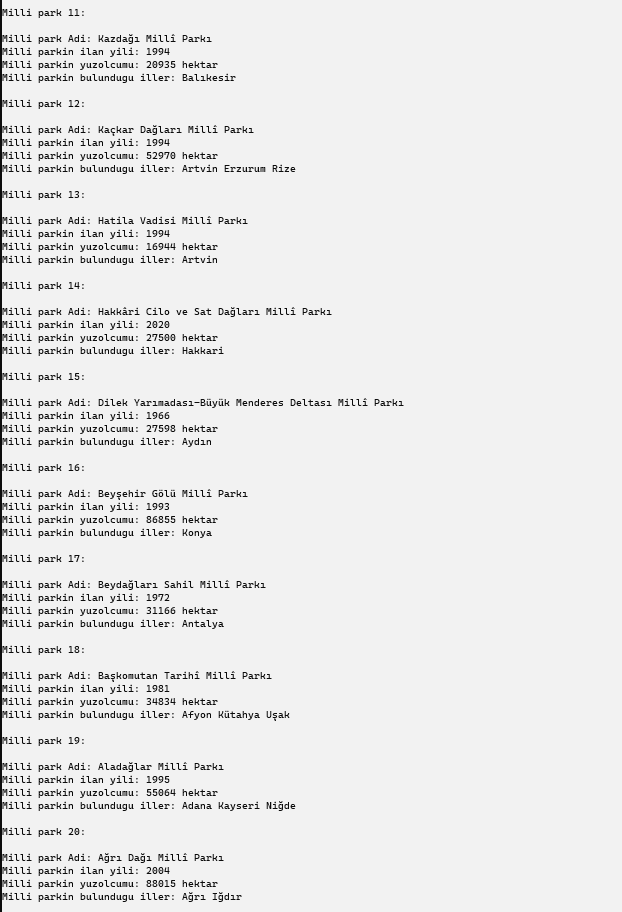 Milli park 11:
Milli park Adi: Kazdağı Millî Parkı
Milli parkin ilan yili: 1994
Milli parkin yuzolcumu: 20935 hektar
Milli parkin bulundugu iller: Balıkesir
Milli park 12:
Milli park Adi: Kaçkar Dağları Millî Parkı
Milli parkin ilan yili: 1994
Milli parkin yuzolcumu: 52970 hektar
Milli parkin bulundugu iller: Artvin Erzurum Rize
Milli park 13:
Milli park Adi: Hatila Vadisi Millî Parkı
Milli parkin ilan yili: 1994
Milli parkin yuzolcumu: 16944 hektar
Milli parkin bulundugu iller: Artvin
Milli park 14:
Milli park Adi: Hakkâri Cilo ve Sat Dağları Millî Parkı
Milli parkin ilan yili: 2020
Milli parkin yuzolcumu: 27500 hektar
Milli parkin bulundugu iller: Hakkari
Milli park 15:
Milli park Adi: Dilek Yarımadası-Büyük Menderes Deltası Millî Parkı
Milli parkin ilan yili: 1966
Milli parkin yuzolcumu: 27598 hektar
Milli parkin bulundugu iller: Aydın
Milli park 16:
Milli park Adi: Beyşehir Gölü Millî Parkı
Milli parkin ilan yili: 1993
Milli parkin yuzolcumu: 86855 hektar
Milli parkin bulundugu iller: Konya
Milli park 17:
Milli park Adi: Beydağları Sahil Millî Parkı
Milli parkin ilan yili: 1972
Milli parkin yuzolcumu: 31166 hektar
Milli parkin bulundugu iller: Antalya
Milli park 18:
Milli park Adi: Başkomutan Tarihî Millî Parkı
Milli parkin ilan yili: 1981
Milli parkin yuzolcumu: 34834 hektar
Milli parkin bulundugu iller: Afyon Kütahya Uşak
Milli park 19:
Milli park Adi: Aladağlar Millî Parkı
Milli parkin ilan yili: 1995
Milli parkin yuzolcumu: 55064 hektar
Milli parkin bulundugu iller: Adana Kayseri Niğde
Milli park 20:
Milli park Adi: Ağrı Dağı Millî Parkı
Milli parkin ilan yili: 2004
Milli parkin yuzolcumu: 88015 hektar
Milli parkin bulundugu iller: Ağrı Iğdır